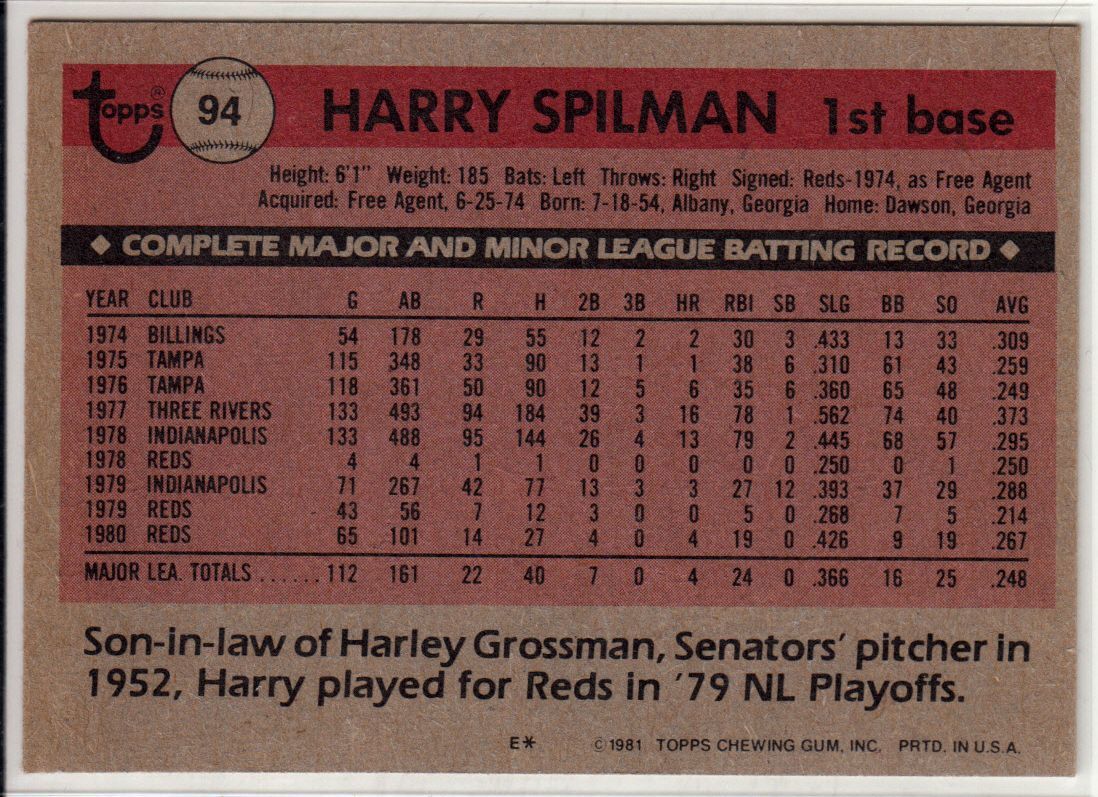 Topps® 94 HARRY SPILMAN 1st base
Height: 6'1" Weight: 185 Bats: Left Throws: Right Signed: Reds-1974, as Free Agent
Acquired: Free Agent, 6-25-74 Born: 7-18-54, Albany, Georgia Home: Dawson, Georgia
◆ COMPLETE MAJOR AND MINOR LEAGUE BATTING RECORD ◆
YEAR CLUB G AB R H 2B 3B HR RBI SB SLG BB SO AVG
1974 BILLINGS 54 178 29 55 12 2 2 30 3 .433 13 33 .309
1975 TAMPA 115 348 33 90 13 1 1 38 6 .310 61 43 .259
1976 TAMPA 118 361 50 90 12 5 6 35 6 .360 65 48 .249
1977 THREE RIVERS 133 493 94 184 39 3 16 78 1 .562 74 40 .373
1978 INDIANAPOLIS 133 488 95 144 26 4 13 79 2 .445 68 57 .295
1978 REDS 4 4 1 1 0 0 0 0 0 .250 0 1 .250
1979 INDIANAPOLIS 71 267 42 77 13 3 3 27 12 .393 37 29 .288
1979 REDS 43 56 7 12 3 0 0 5 0 .268 7 5 .214
1980 REDS 65 101 14 27 4 0 4 19 0 .426 9 19 .267
MAJOR LEA. TOTALS ...... 112 161 22 40 7 0 4 24 0 .366 16 25 .248
Son-in-law of Harley Grossman, Senators' pitcher in
1952, Harry played for Reds in '79 NL Playoffs.
E* ©1981 TOPPS CHEWING GUM, INC. PRTD. IN U.S.A.